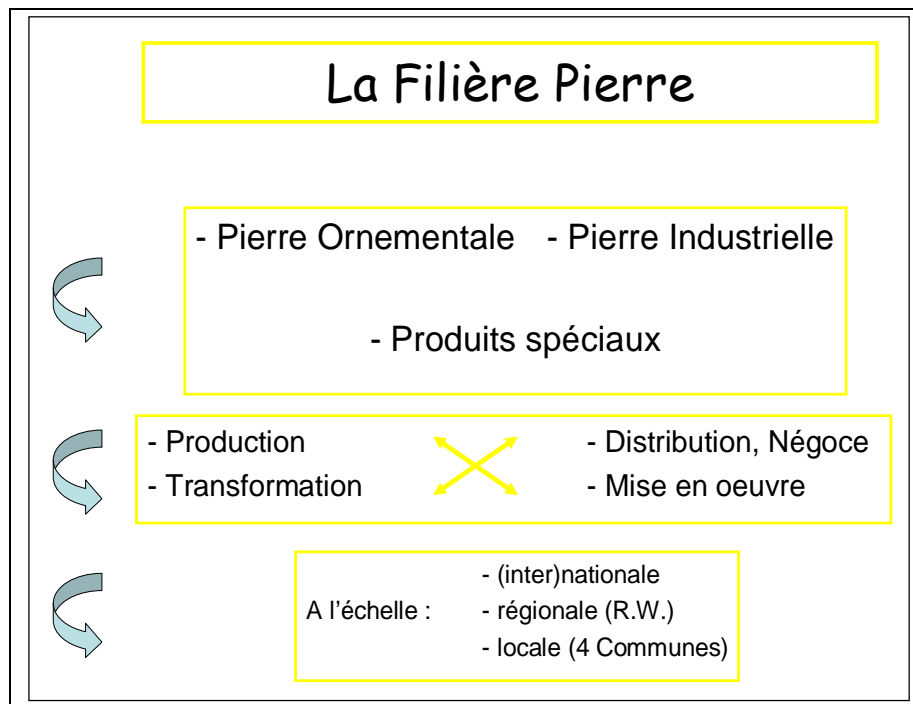 La Filière Pierre
- Pierre Ornementale - Pierre Industrielle
- Produits spéciaux
- Production - Distribution, Négoce
- Transformation - Mise en oeuvre
- (inter)nationale
A l'échelle : - régionale (R.W.)
- locale (4 Communes)